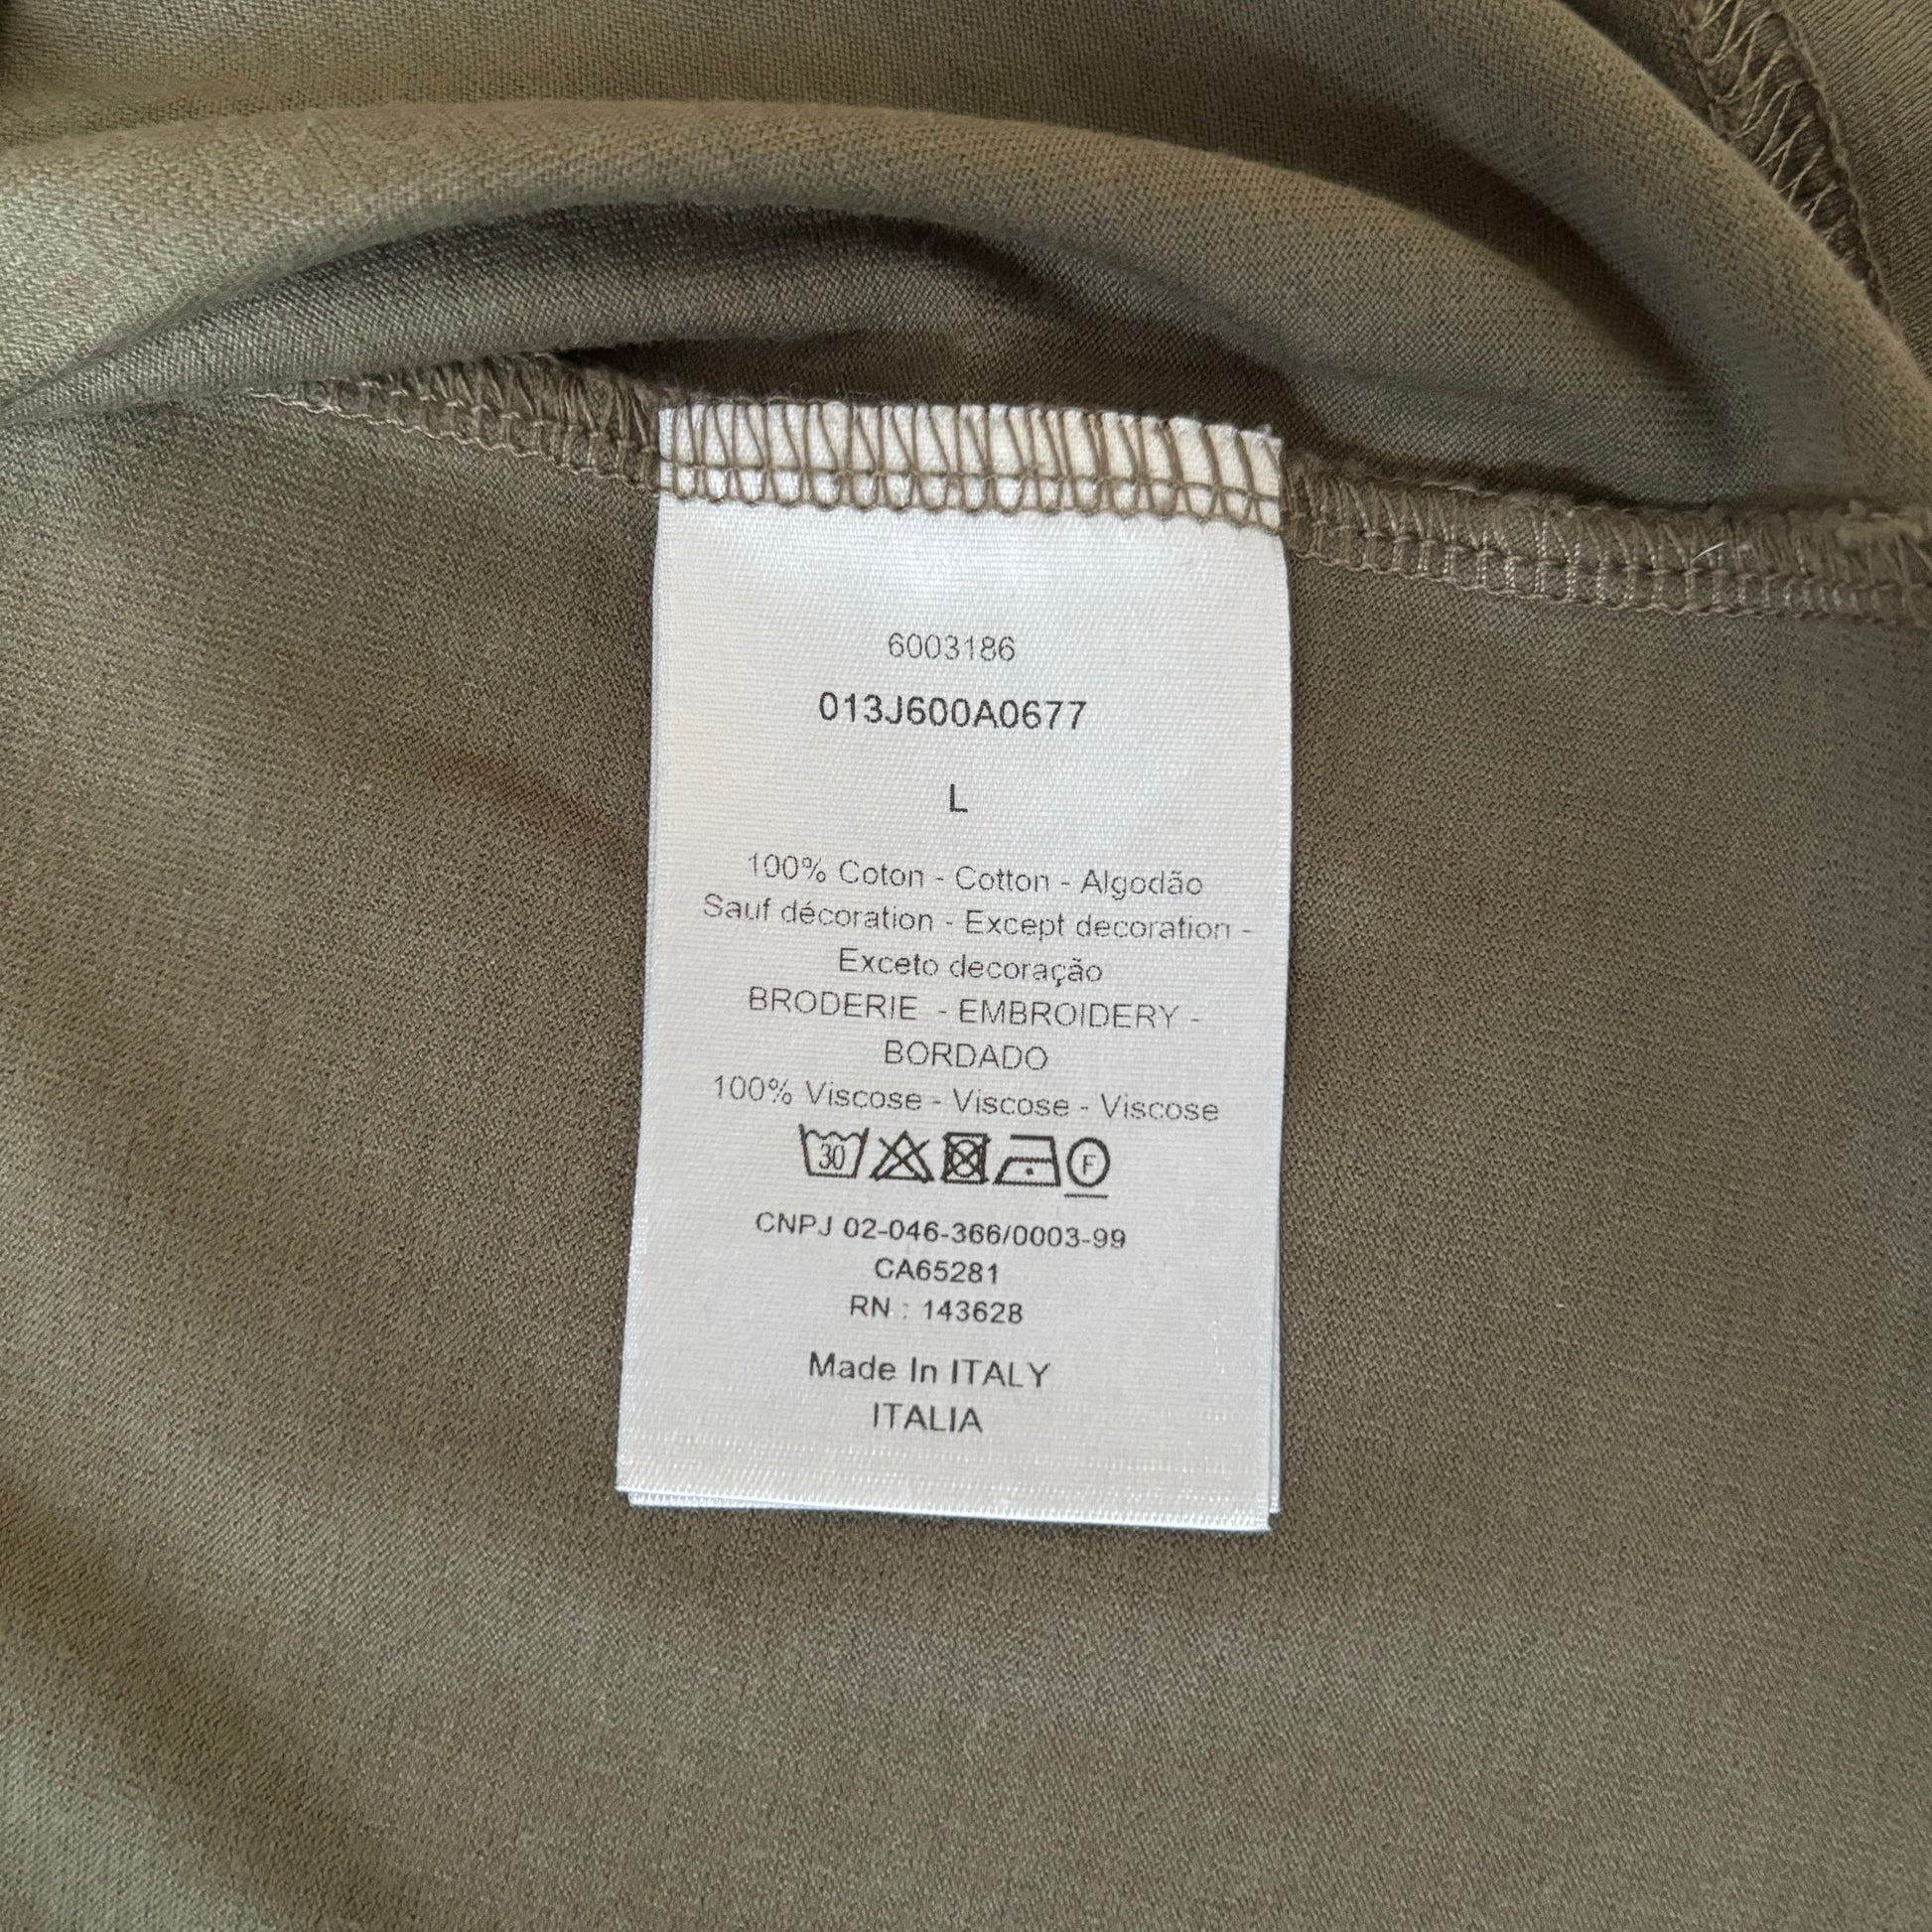 6003186
013J600A0677
L
100% Coton - Cotton - Algodão
Sauf décoration - Except decoration -
Exceto decoração
BRODERIE - EMBROIDERY -
BORDADO
100% Viscose - Viscose - Viscose
30 F
CNPJ 02-046-366/0003-99
CA65281
RN : 143628
Made In ITALY
ITALIA